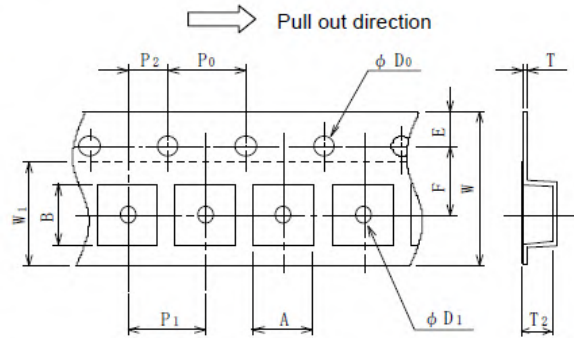 Pull out direction
P2
P0
φ D0
T
E
F
W
W1
B
P1
A
φ D1
T2